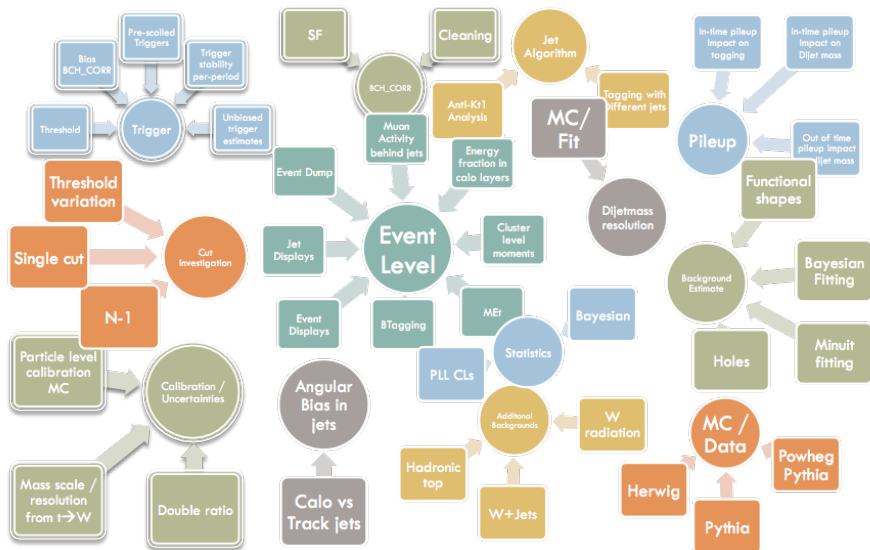 Pre-scalled
Triggers
Bias
BCH_CORR
Trigger
stability
per-period
Threshold
Trigger
Unbiased
trigger
estimates
SF
Cleaning
BCH_CORR
Jet
Algorithm
Anti-Kt1
Analysis
Tagging with
Different jets
MC/
Fit
Dijetmass
resolution
In-time pileup
impact on
tagging
In-time pileup
impact on
Dijet mass
Pileup
Out of time
pileup impact
Dijet mass
Threshold
variation
Single cut
N-1
Cut
Investigation
Event Dump
Muon
Activity
behind jets
Energy
fraction in
calo layers
Jet
Displays
Event
Level
Cluster
level
moments
Event
Displays
BTagging
MEt
Functional
shapes
Background
Estimate
Bayesian
Fitting
Minuit
fitting
Holes
Particle level
calibration
MC
Calibration /
Uncertainties
Mass scale /
resolution
from t→W
Double ratio
Angular
Bias in
jets
Calo vs
Track jets
Bayesian
Statistics
PLL CLs
Additional
Backgrounds
W
radiation
Hadronic
top
W+Jets
MC /
Data
Herwig
Pythia
Powheg
Pythia